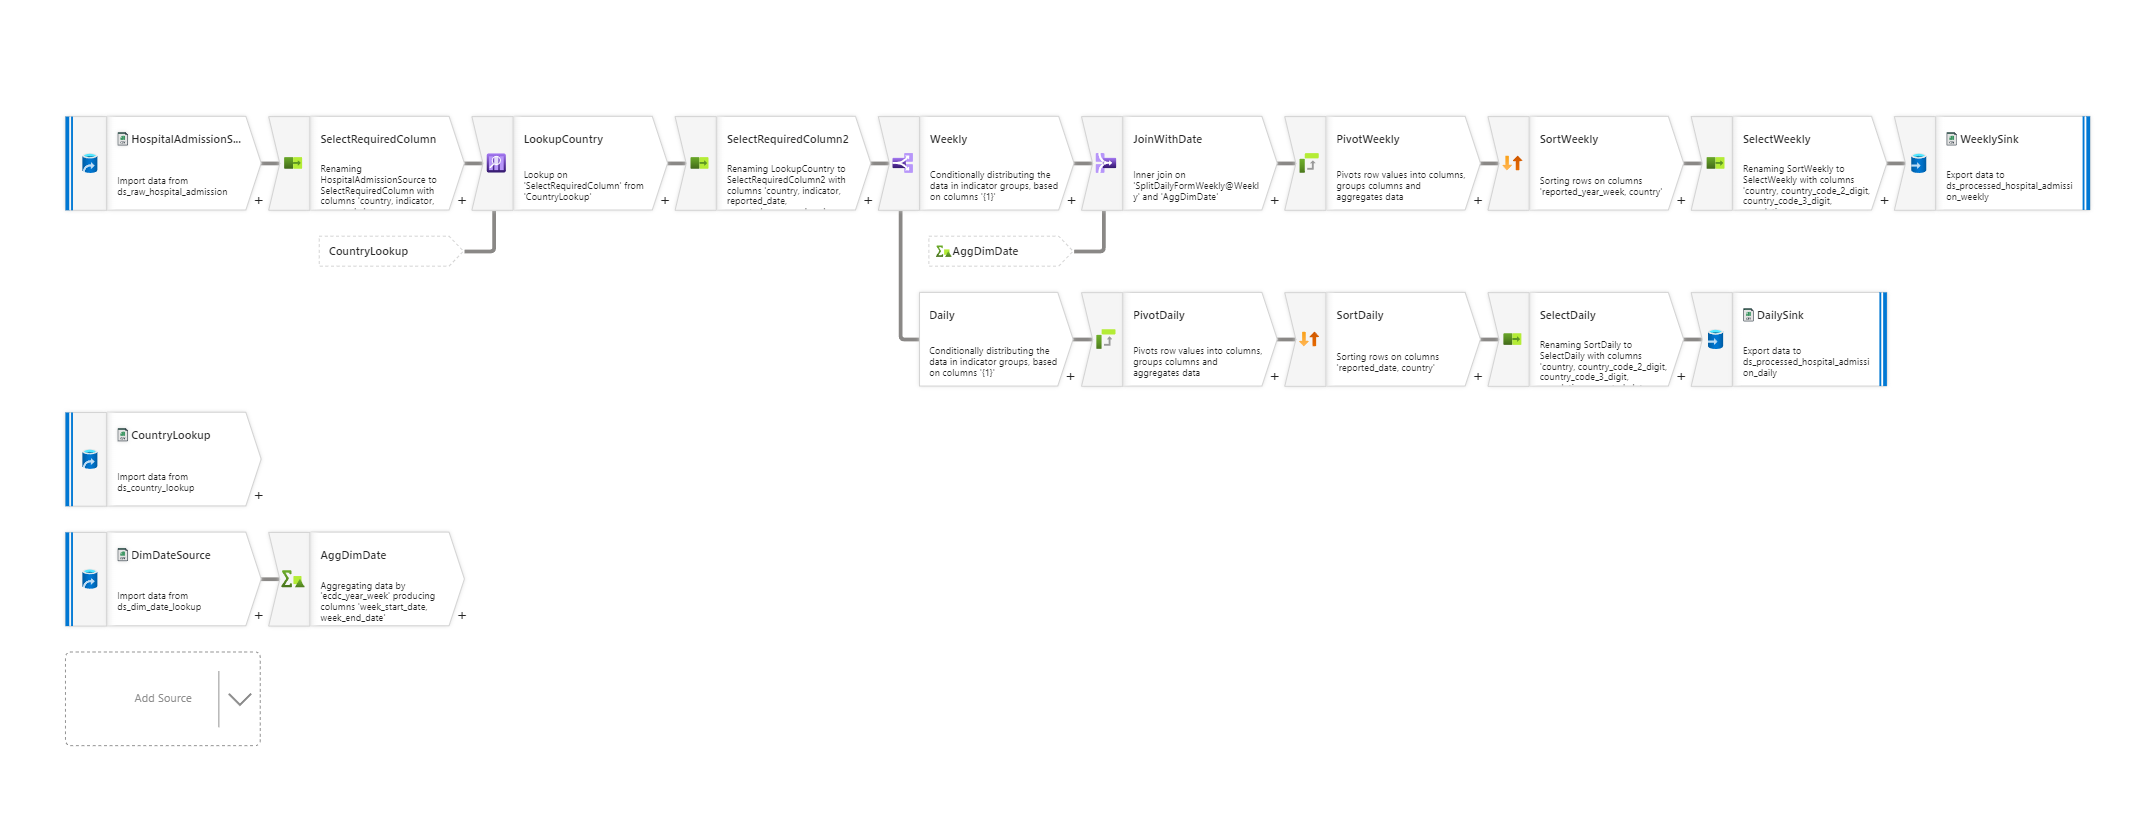 HospitalAdmissionS...
Import data from
ds_raw_hospital_admission
+
SelectRequiredColumn
Renaming
HospitalAdmissionSource to
SelectRequiredColumn with
columns 'country, indicator,
+
LookupCountry
Lookup on
'SelectRequiredColumn' from
'CountryLookup'
+
SelectRequiredColumn2
Renaming LookupCountry to
SelectRequiredColumn2 with
columns 'country, indicator,
reported_date,
+
Weekly
Conditionally distributing the
data in indicator groups, based
on columns '{1}'
+
JoinWithDate
Inner join on
'SplitDailyFormWeekly@Weekl
y' and 'AggDimDate'
+
PivotWeekly
Pivots row values into columns,
groups columns and
aggregates data
+
SortWeekly
Sorting rows on columns
'reported_year_week, country'
+
SelectWeekly
Renaming SortWeekly to
SelectWeekly with columns
'country, country_code_2_digit,
country_code_3_digit,
+
WeeklySink
Export data to
ds_processed_hospital_admissi
on_weekly
CountryLookup
AggDimDate
Daily
Conditionally distributing the
data in indicator groups, based
on columns '{1}'
+
PivotDaily
Pivots row values into columns,
groups columns and
aggregates data
+
SortDaily
Sorting rows on columns
'reported_date, country'
+
SelectDaily
Renaming SortDaily to
SelectDaily with columns
'country, country_code_2_digit,
country_code_3_digit,
+
DailySink
Export data to
ds_processed_hospital_admissi
on_daily
CountryLookup
Import data from
ds_country_lookup
+
DimDateSource
Import data from
ds_dim_date_lookup
+
AggDimDate
Aggregating data by
'ecdc_year_week' producing
columns 'week_start_date,
week_end_date'
+
Add Source